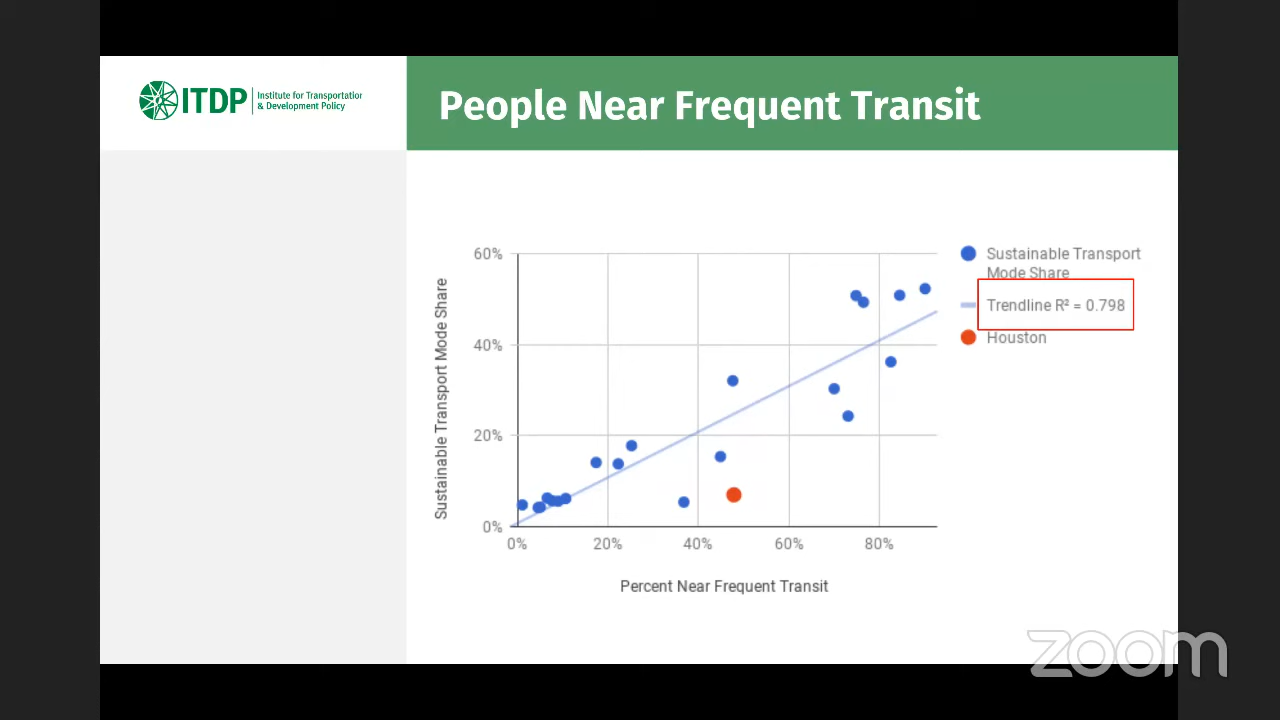 ITDP
Institute for Transportation
& Development Policy
People Near Frequent Transit
60%
40%
20%
0%
Sustainable Transport Mode Share
0%
20%
40%
60%
80%
Percent Near Frequent Transit
Sustainable Transport
Mode Share
Trendline R² = 0.798
Houston
zoom